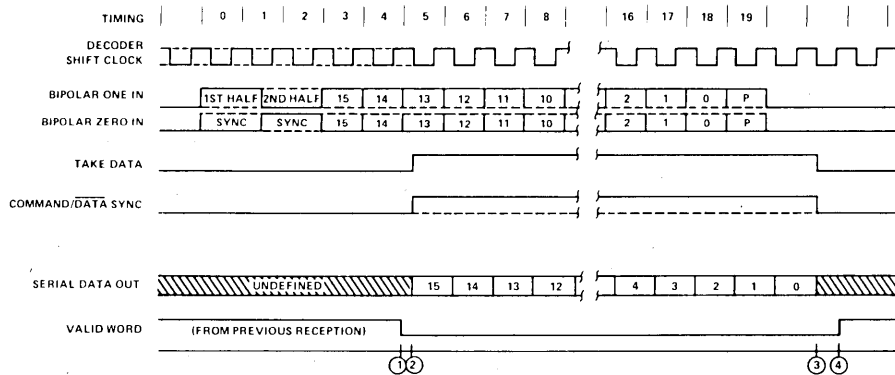 TIMING 0 1 2 3 4 5 6 7 8 16 17 18 19
DECODER
SHIFT CLOCK
BIPOLAR ONE IN 1ST HALF 2ND HALF 15 14 13 12 11 10 2 1 0 P
BIPOLAR ZERO IN SYNC SYNC 15 14 13 12 11 10 2 1 0 P
TAKE DATA
COMMAND/DATA SYNC
SERIAL DATA OUT UNDEFINED 15 14 13 12 4 3 2 1 0
VALID WORD (FROM PREVIOUS RECEPTION)
1 2 3 4